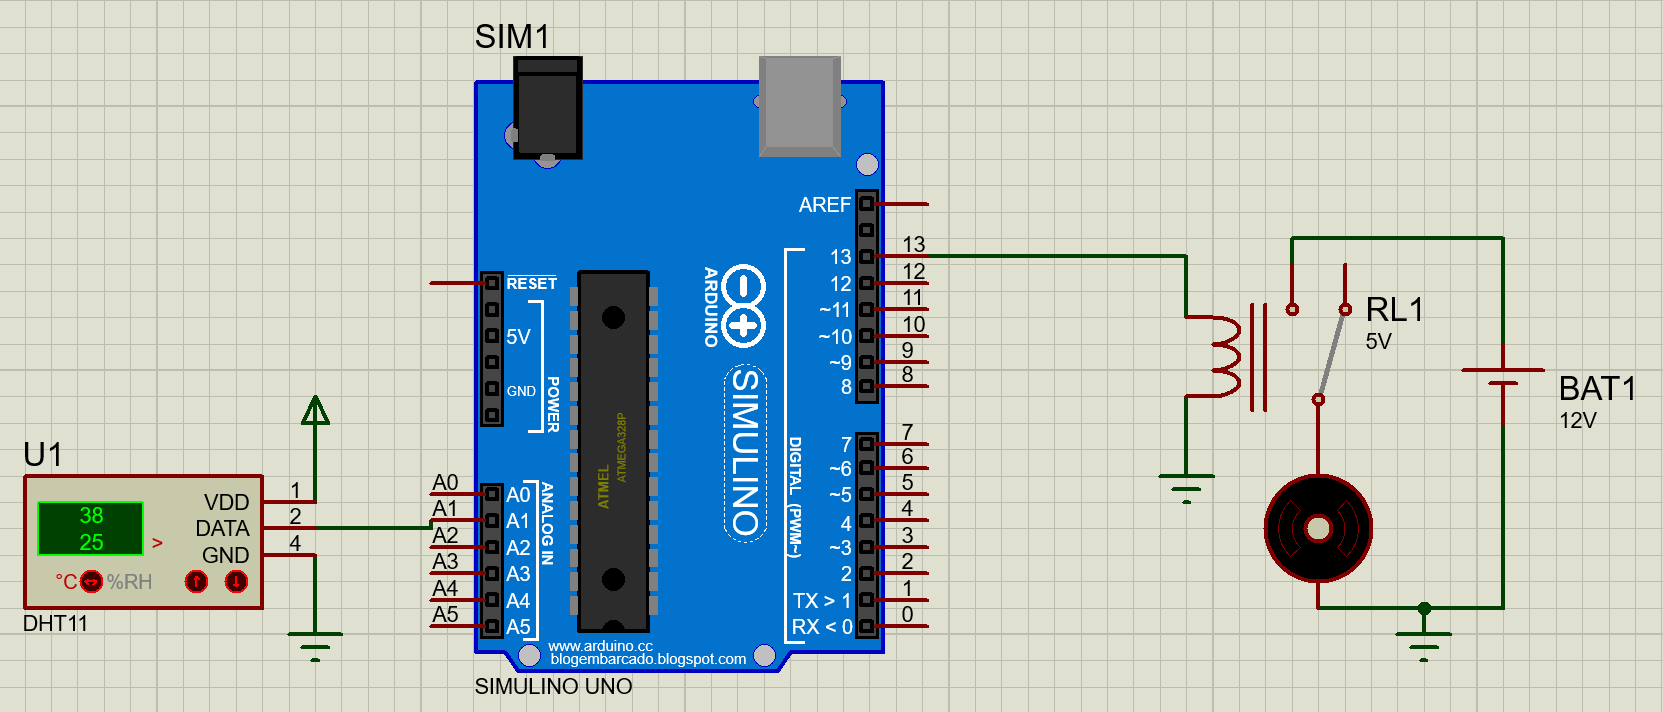 SIM1
AREF
13 13
12 12
~11 11
~10 10
~9 9
8 8
7 7
~6 6
~5 5
4 4
~3 3
2 2
TX > 1 1
RX < 0 0
DIGITAL (PWM~)
ARDUINO
SIMULINO
RESET
5V
GND
POWER
ATMEL
ATMEGA328P
A0 A0
A1 A1
A2 A2
A3 A3
A4 A4
A5 A5
ANALOG IN
www.arduino.cc
blogembarcado.blogspot.com
SIMULINO UNO
U1
38
25
>
°C %RH
VDD 1
DATA 2
GND 4
DHT11
RL1
5V
BAT1
12V